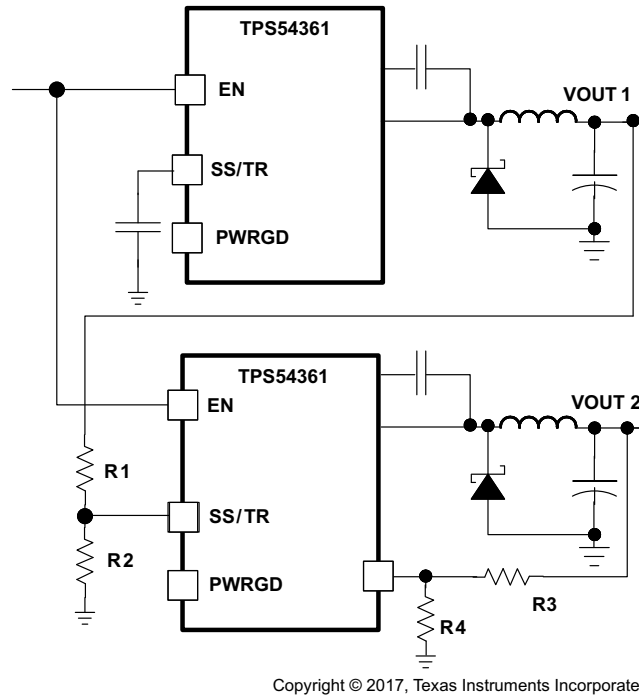 TPS54361
EN
VOUT 1
SS/TR
PWRGD
TPS54361
EN
VOUT 2
R1
SS/TR
R2
PWRGD
R3
R4
Copyright © 2017, Texas Instruments Incorporate